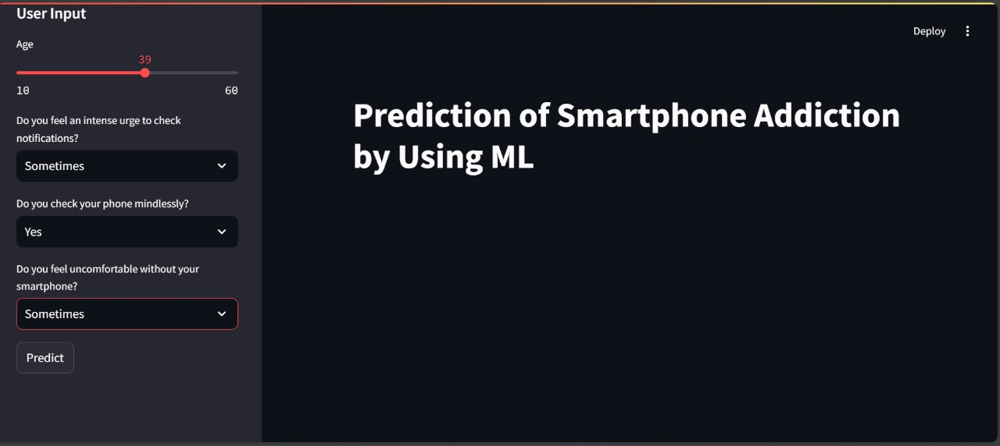 User Input
Age
39
10 60
Do you feel an intense urge to check
notifications?
Sometimes
Do you check your phone mindlessly?
Yes
Do you feel uncomfortable without your
smartphone?
Sometimes
Predict
Deploy
Prediction of Smartphone Addiction
by Using ML